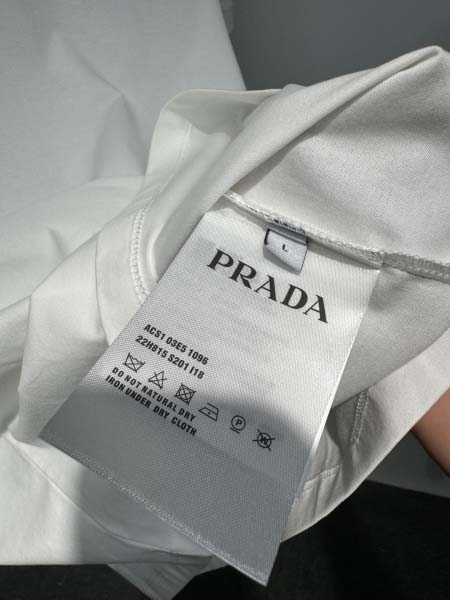 L
PRADA
ACS1 03E5 1096
22H815 S201 I18
DO NOT NATURAL DRY
IRON UNDER DRY CLOTH
P
W